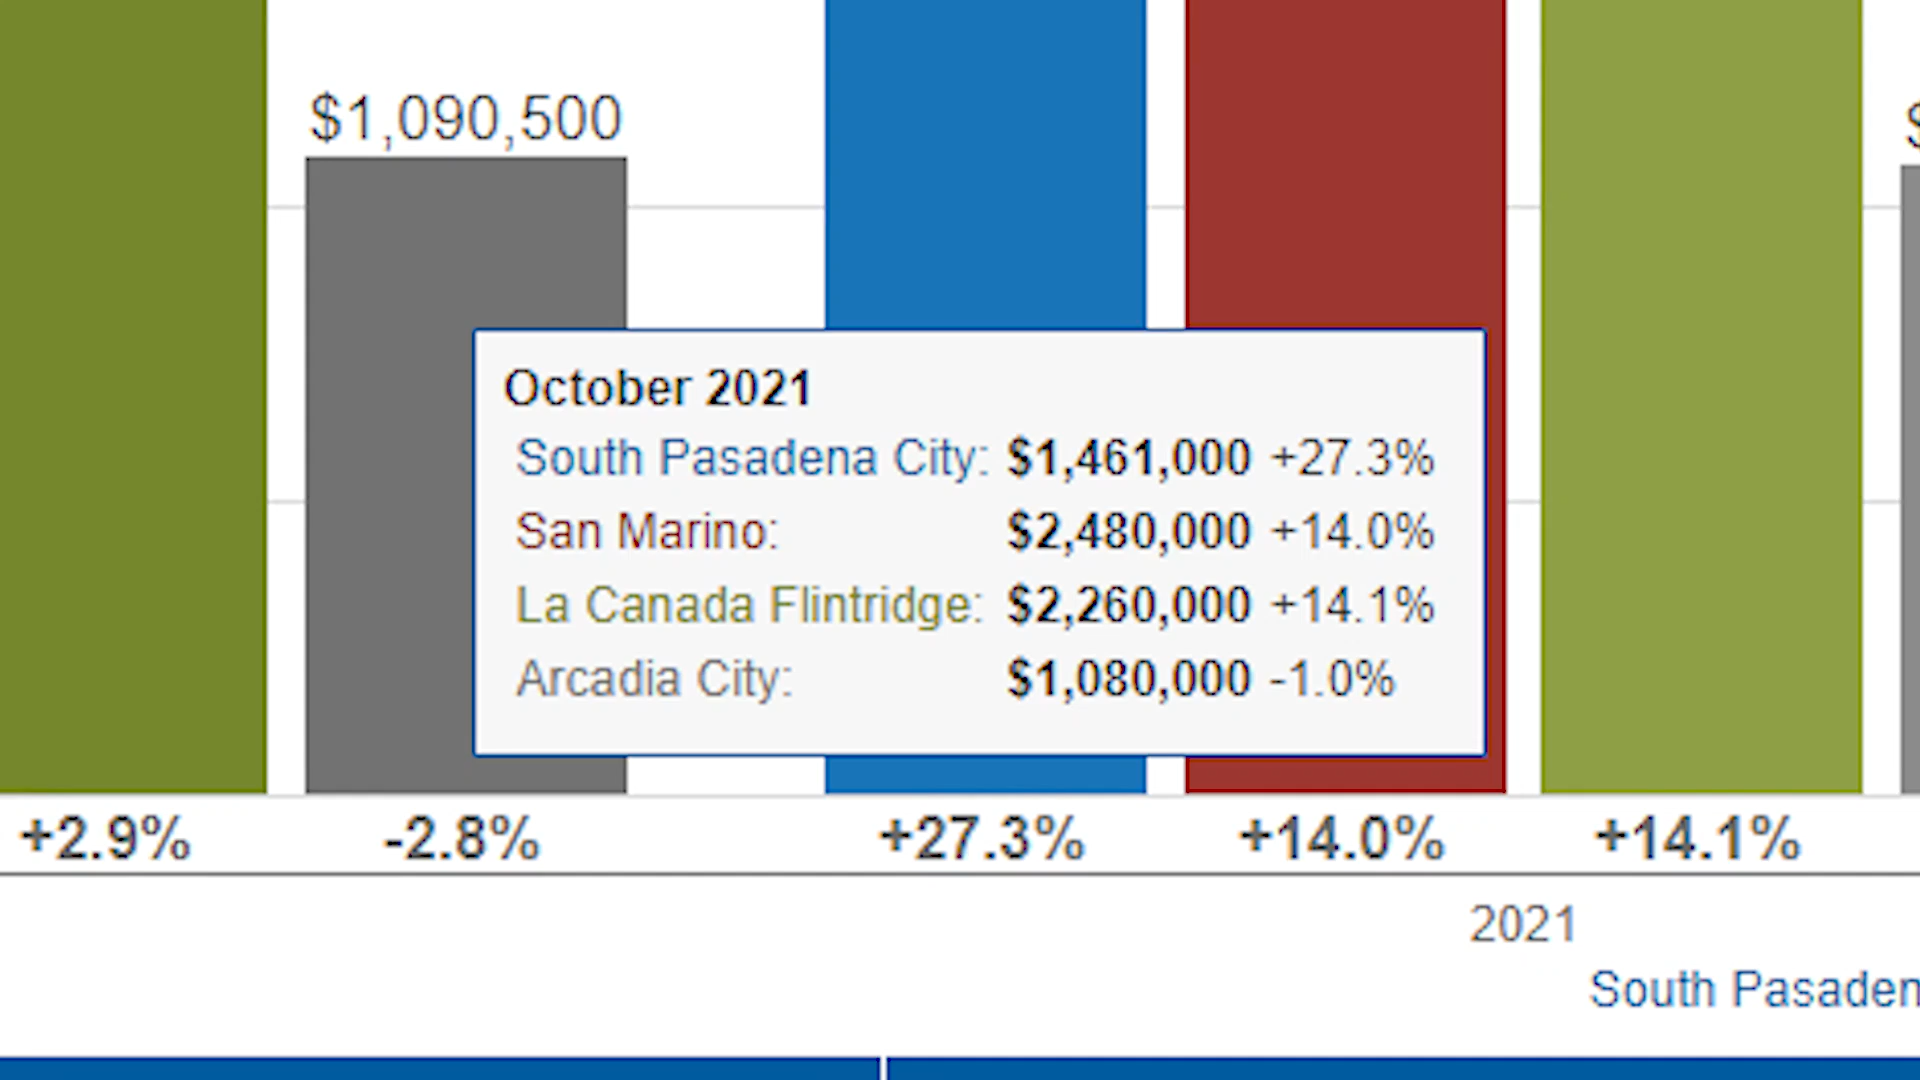 $1,090,500
$
October 2021
South Pasadena City: $1,461,000 +27.3%
San Marino: $2,480,000 +14.0%
La Canada Flintridge: $2,260,000 +14.1%
Arcadia City: $1,080,000 -1.0%
+2.9% -2.8% +27.3% +14.0% +14.1%
2021
South Pasaden